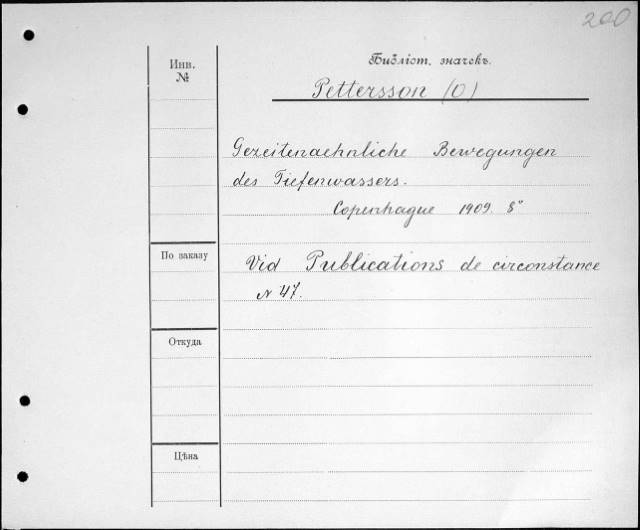 200
Инв.
№
Библіот. значекъ.
Pettersson (O)
Gezeitenaehnliche Bewegungen
des Tiefenwassers.
Copenhague 1909. 8°
По заказу
Vid Publications de circonstance
N 47.
Откуда
Цѣна